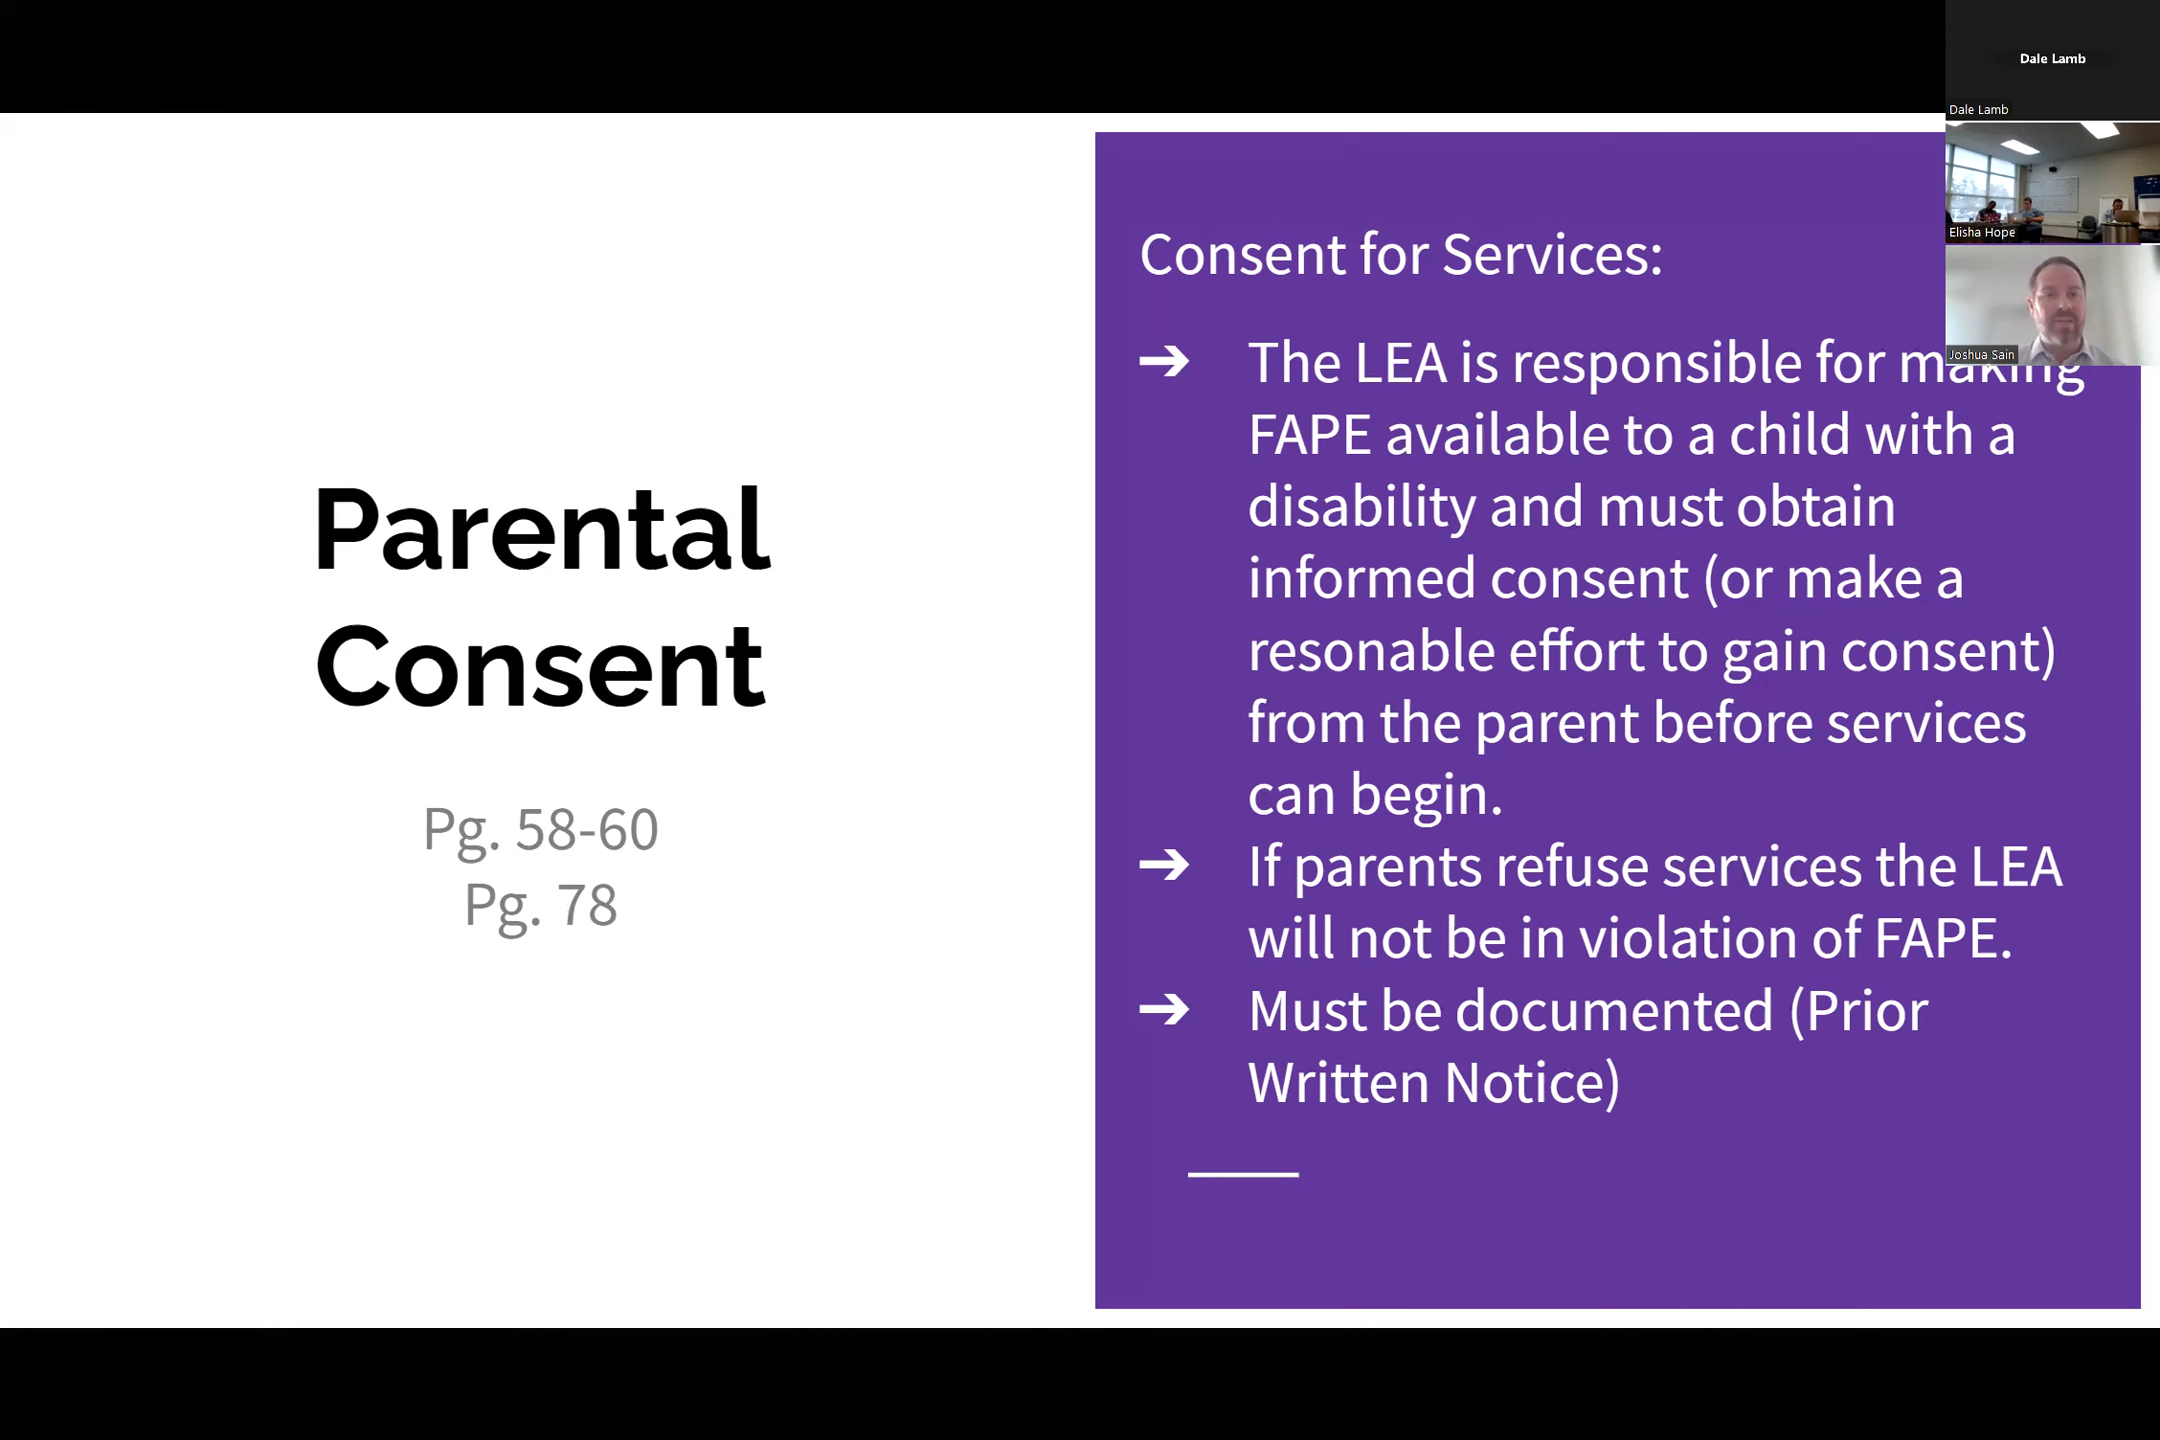 Parental
Consent
Pg. 58-60
Pg. 78
Consent for Services:
➔ The LEA is responsible for making
FAPE available to a child with a
disability and must obtain
informed consent (or make a
resonable effort to gain consent)
from the parent before services
can begin.
➔ If parents refuse services the LEA
will not be in violation of FAPE.
➔ Must be documented (Prior
Written Notice)
Dale Lamb
Dale Lamb
Elisha Hope
Joshua Sain